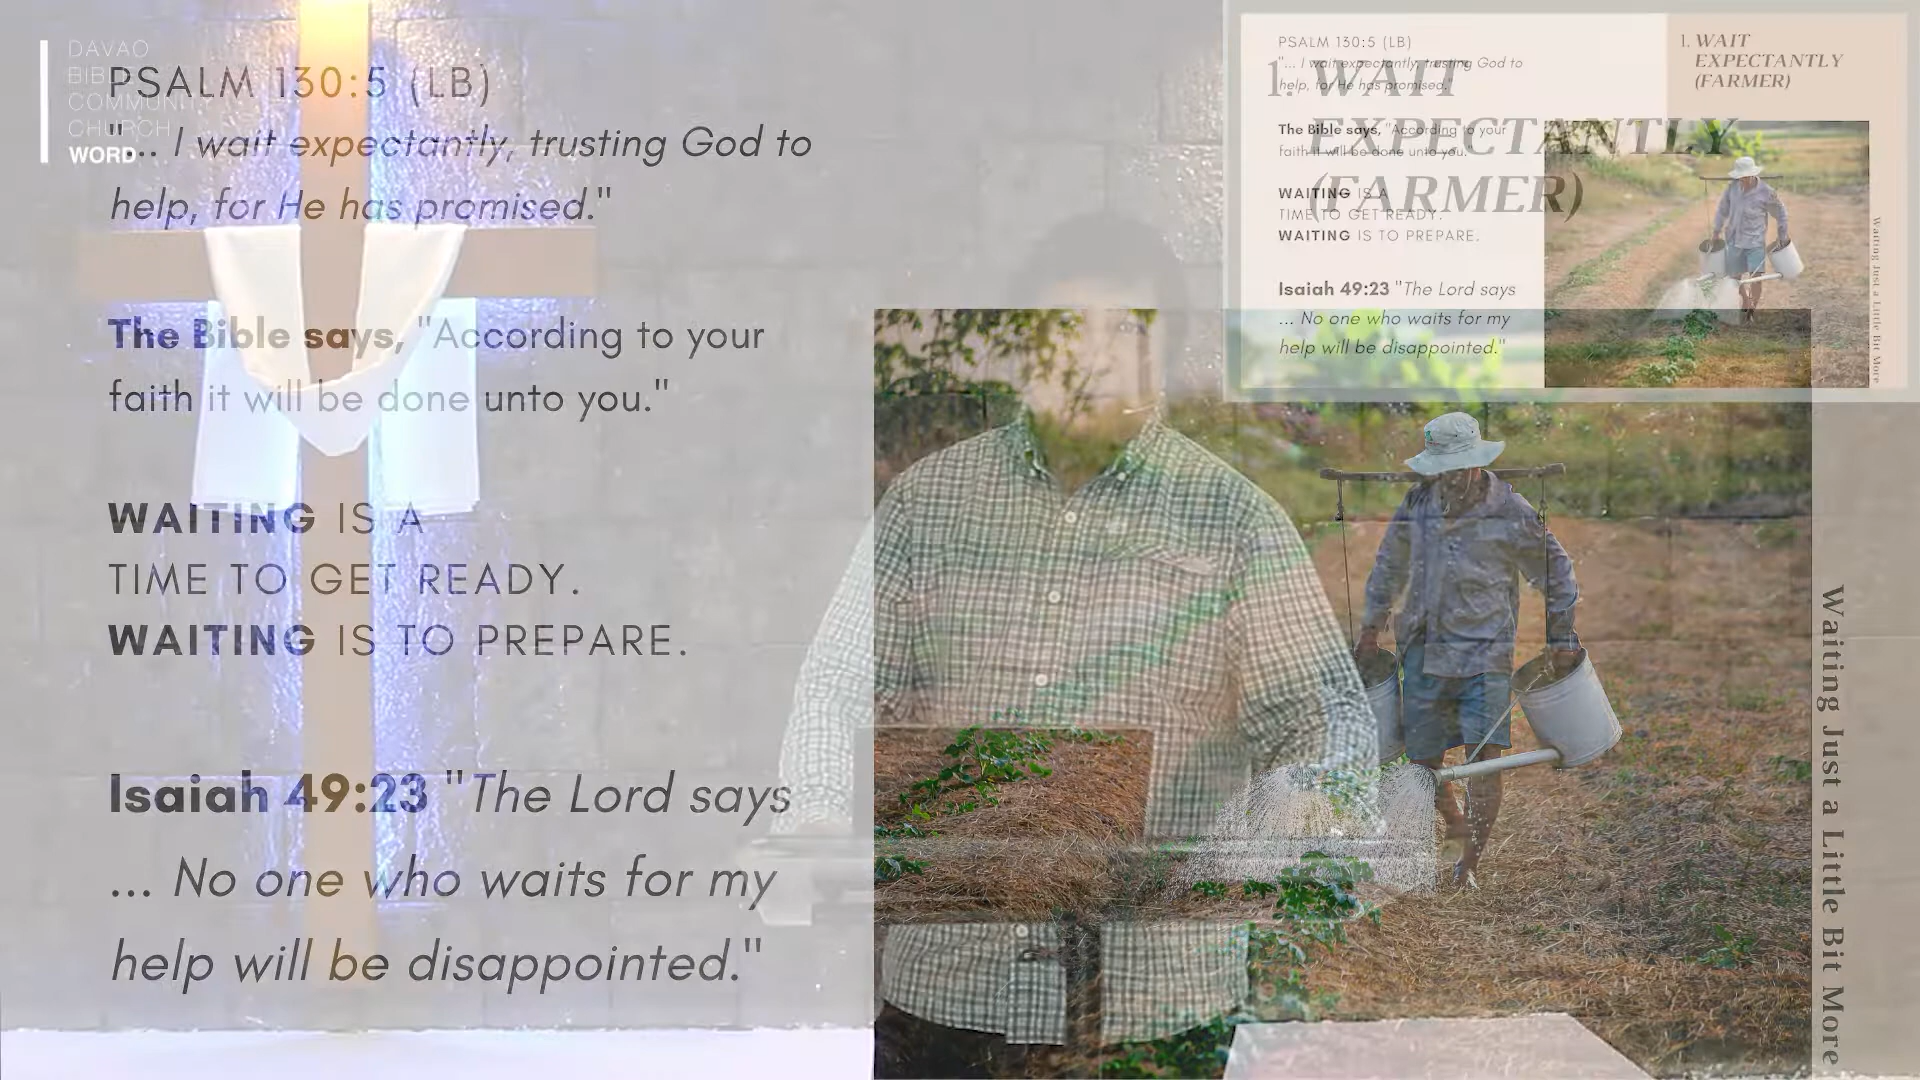 DAVAO
BIBLE
COMMUNITY
CHURCH
WORD
PSALM 130:5 (LB)
"... I wait expectantly, trusting God to
help, for He has promised."
The Bible says, "According to your
faith it will be done unto you."
WAITING IS A
TIME TO GET READY.
WAITING IS TO PREPARE.
Isaiah 49:23 "The Lord says
... No one who waits for my
help will be disappointed."
1. WAIT
EXPECTANTLY
(FARMER)
Waiting Just a Little Bit More
PSALM 130:5 (LB)
"... I wait expectantly, trusting God to
help, for He has promised."
The Bible says, "According to your
faith it will be done unto you."
WAITING IS A
TIME TO GET READY.
WAITING IS TO PREPARE.
Isaiah 49:23 "The Lord says
... No one who waits for my
help will be disappointed."
1. WAIT
EXPECTANTLY
(FARMER)
Waiting Just a Little Bit More